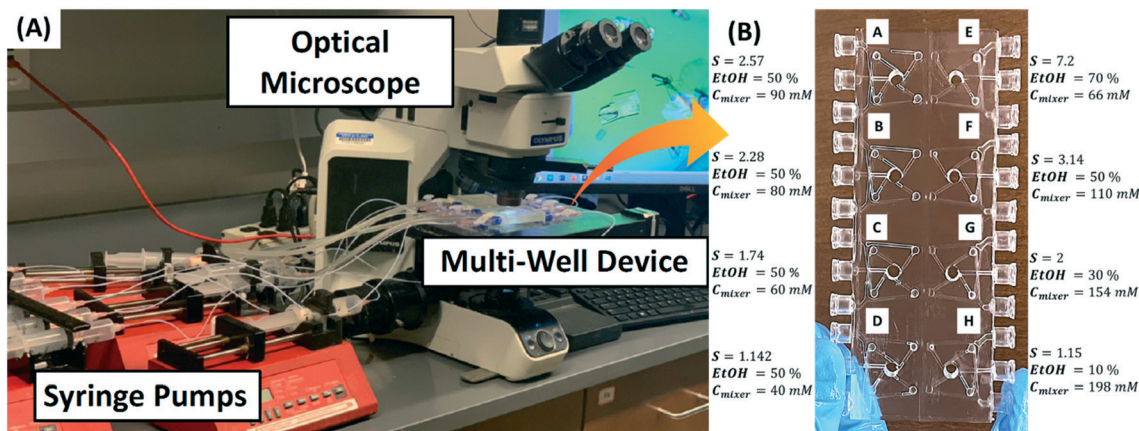 (A)
Optical
Microscope
OLYMPUS
DELL
Multi-Well Device
OLYMPUS
Syringe Pumps
(B)
A
E
S = 2.57
EtOH = 50 %
C_mixer = 90 mM
S = 7.2
EtOH = 70 %
C_mixer = 66 mM
B
F
S = 2.28
EtOH = 50 %
C_mixer = 80 mM
S = 3.14
EtOH = 50 %
C_mixer = 110 mM
C
G
S = 1.74
EtOH = 50 %
C_mixer = 60 mM
S = 2
EtOH = 30 %
C_mixer = 154 mM
D
H
S = 1.142
EtOH = 50 %
C_mixer = 40 mM
S = 1.15
EtOH = 10 %
C_mixer = 198 mM